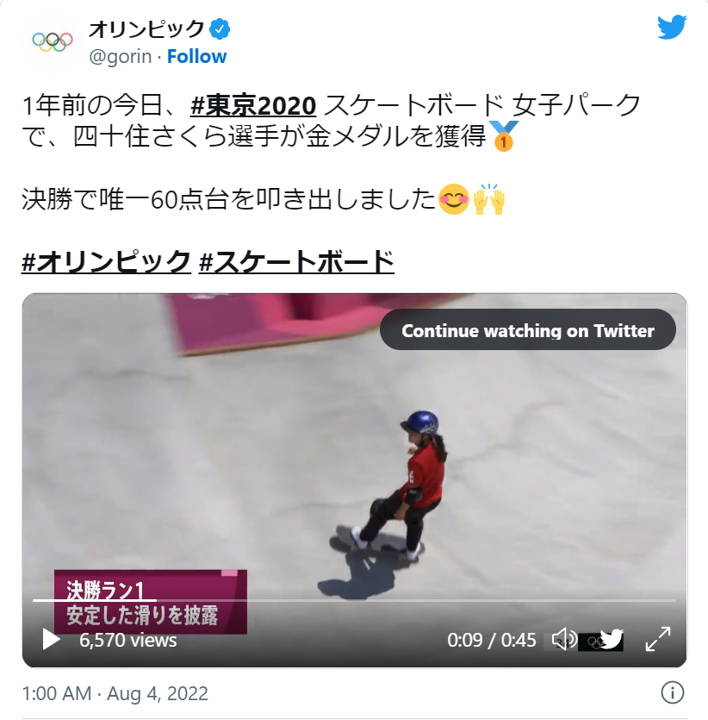 オリンピック
@gorin · Follow
1年前の今日、#東京2020 スケートボード 女子パーク
で、四十住さくら選手が金メダルを獲得🥇
決勝で唯一60点台を叩き出しました😊🙌
#オリンピック #スケートボード
Continue watching on Twitter
決勝ラン1
安定した滑りを披露
6,570 views
0:09 / 0:45
1:00 AM · Aug 4, 2022